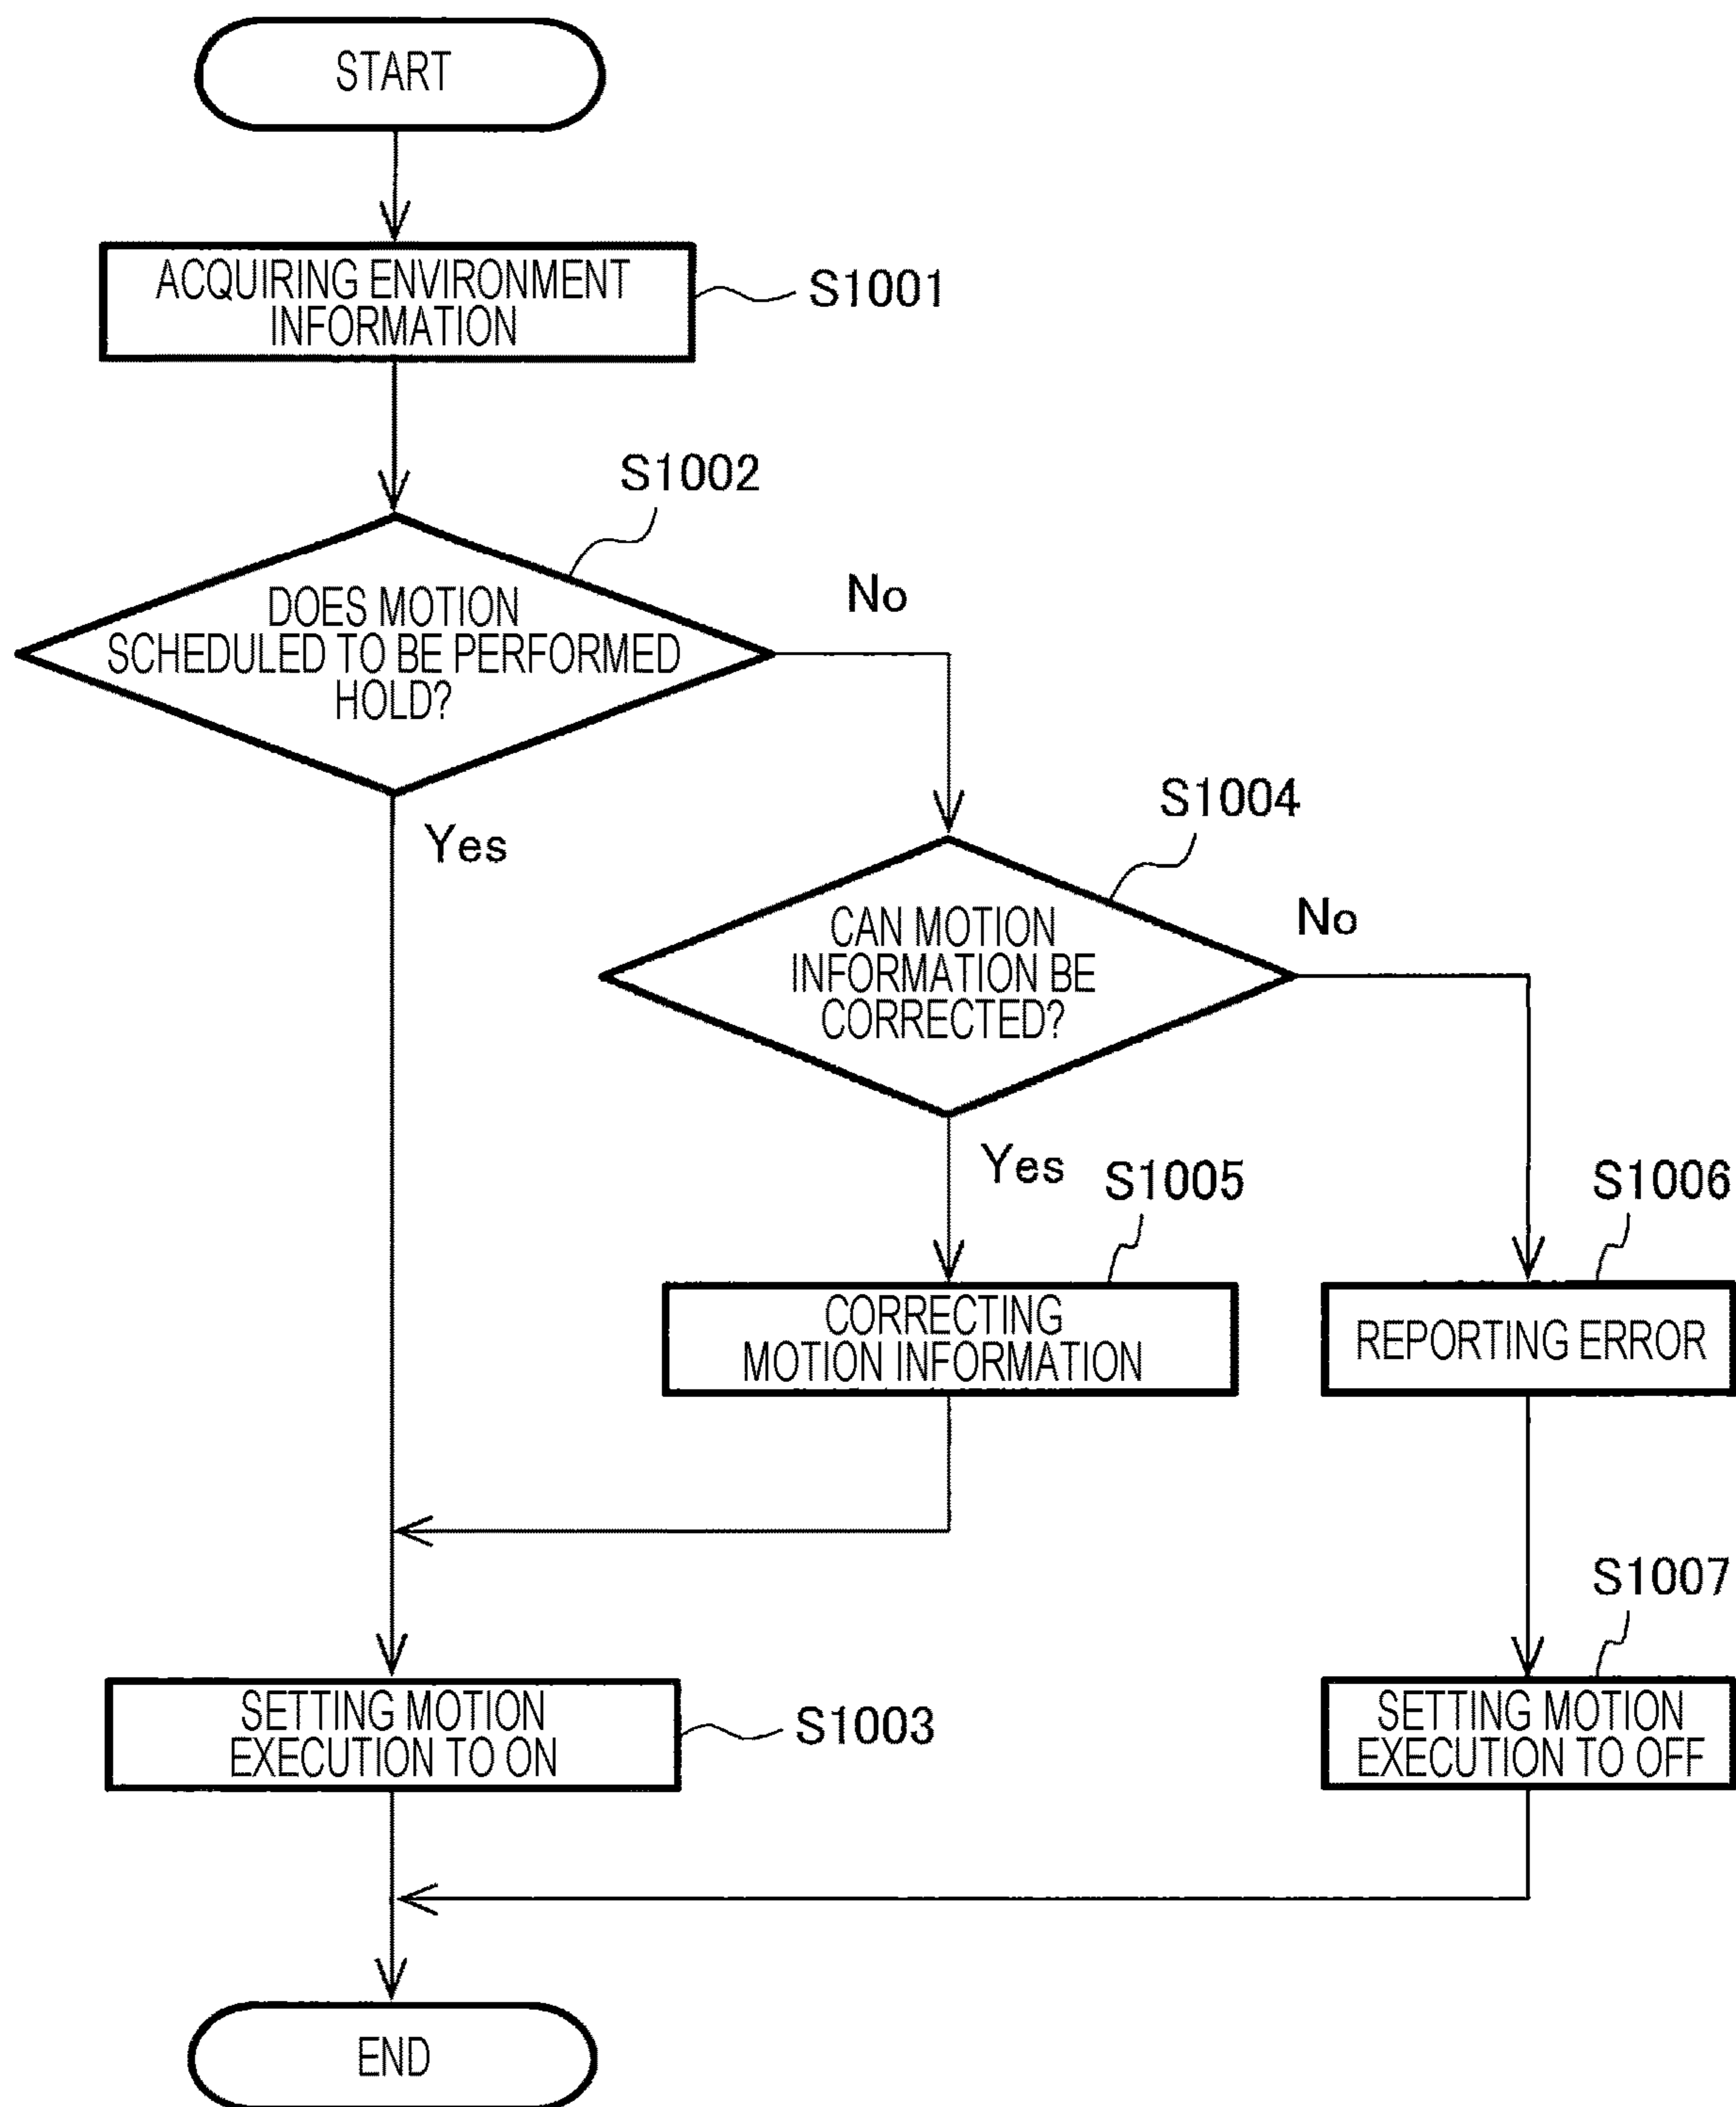 START
ACQUIRING ENVIRONMENT
INFORMATION
S1001
S1002
DOES MOTION
SCHEDULED TO BE PERFORMED
HOLD?
No
Yes
S1004
CAN MOTION
INFORMATION BE
CORRECTED?
No
Yes
S1005
CORRECTING
MOTION INFORMATION
S1006
REPORTING ERROR
S1007
SETTING MOTION
EXECUTION TO OFF
SETTING MOTION
EXECUTION TO ON
S1003
END